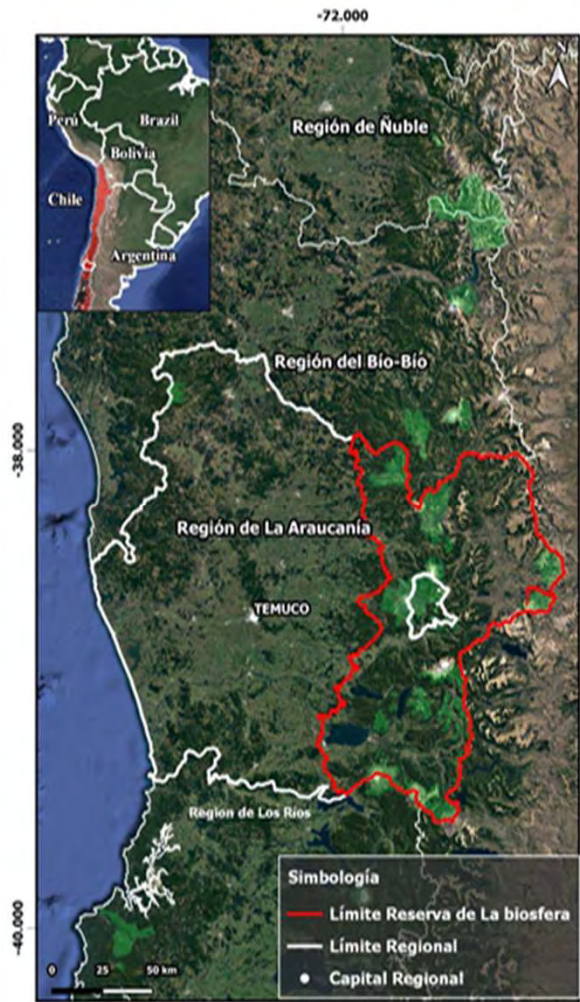 -72.000
N
Perú
Brazil
Bolivia
Chile
Argentina
Región de Ñuble
Región del Bío-Bío
-38.000
Región de La Araucanía
TEMUCO
Región de Los Ríos
-40.000
0 25 50 km
Simbología
Límite Reserva de La biosfera
Límite Regional
Capital Regional